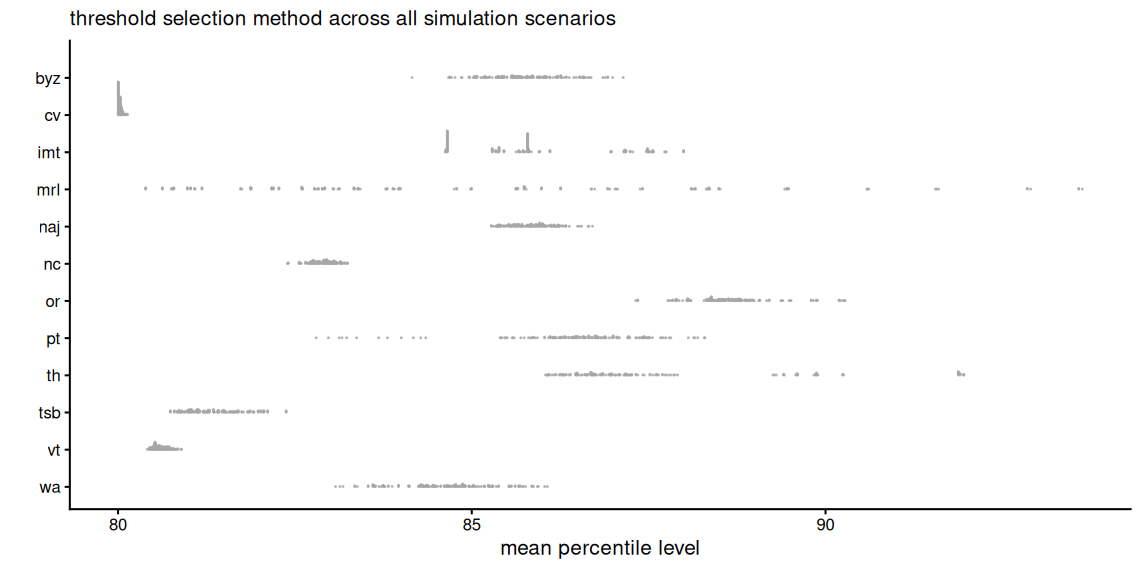 threshold selection method across all simulation scenarios
byz
cv
imt
mrl
naj
nc
or
pt
th
tsb
vt
wa
80 85 90
mean percentile level